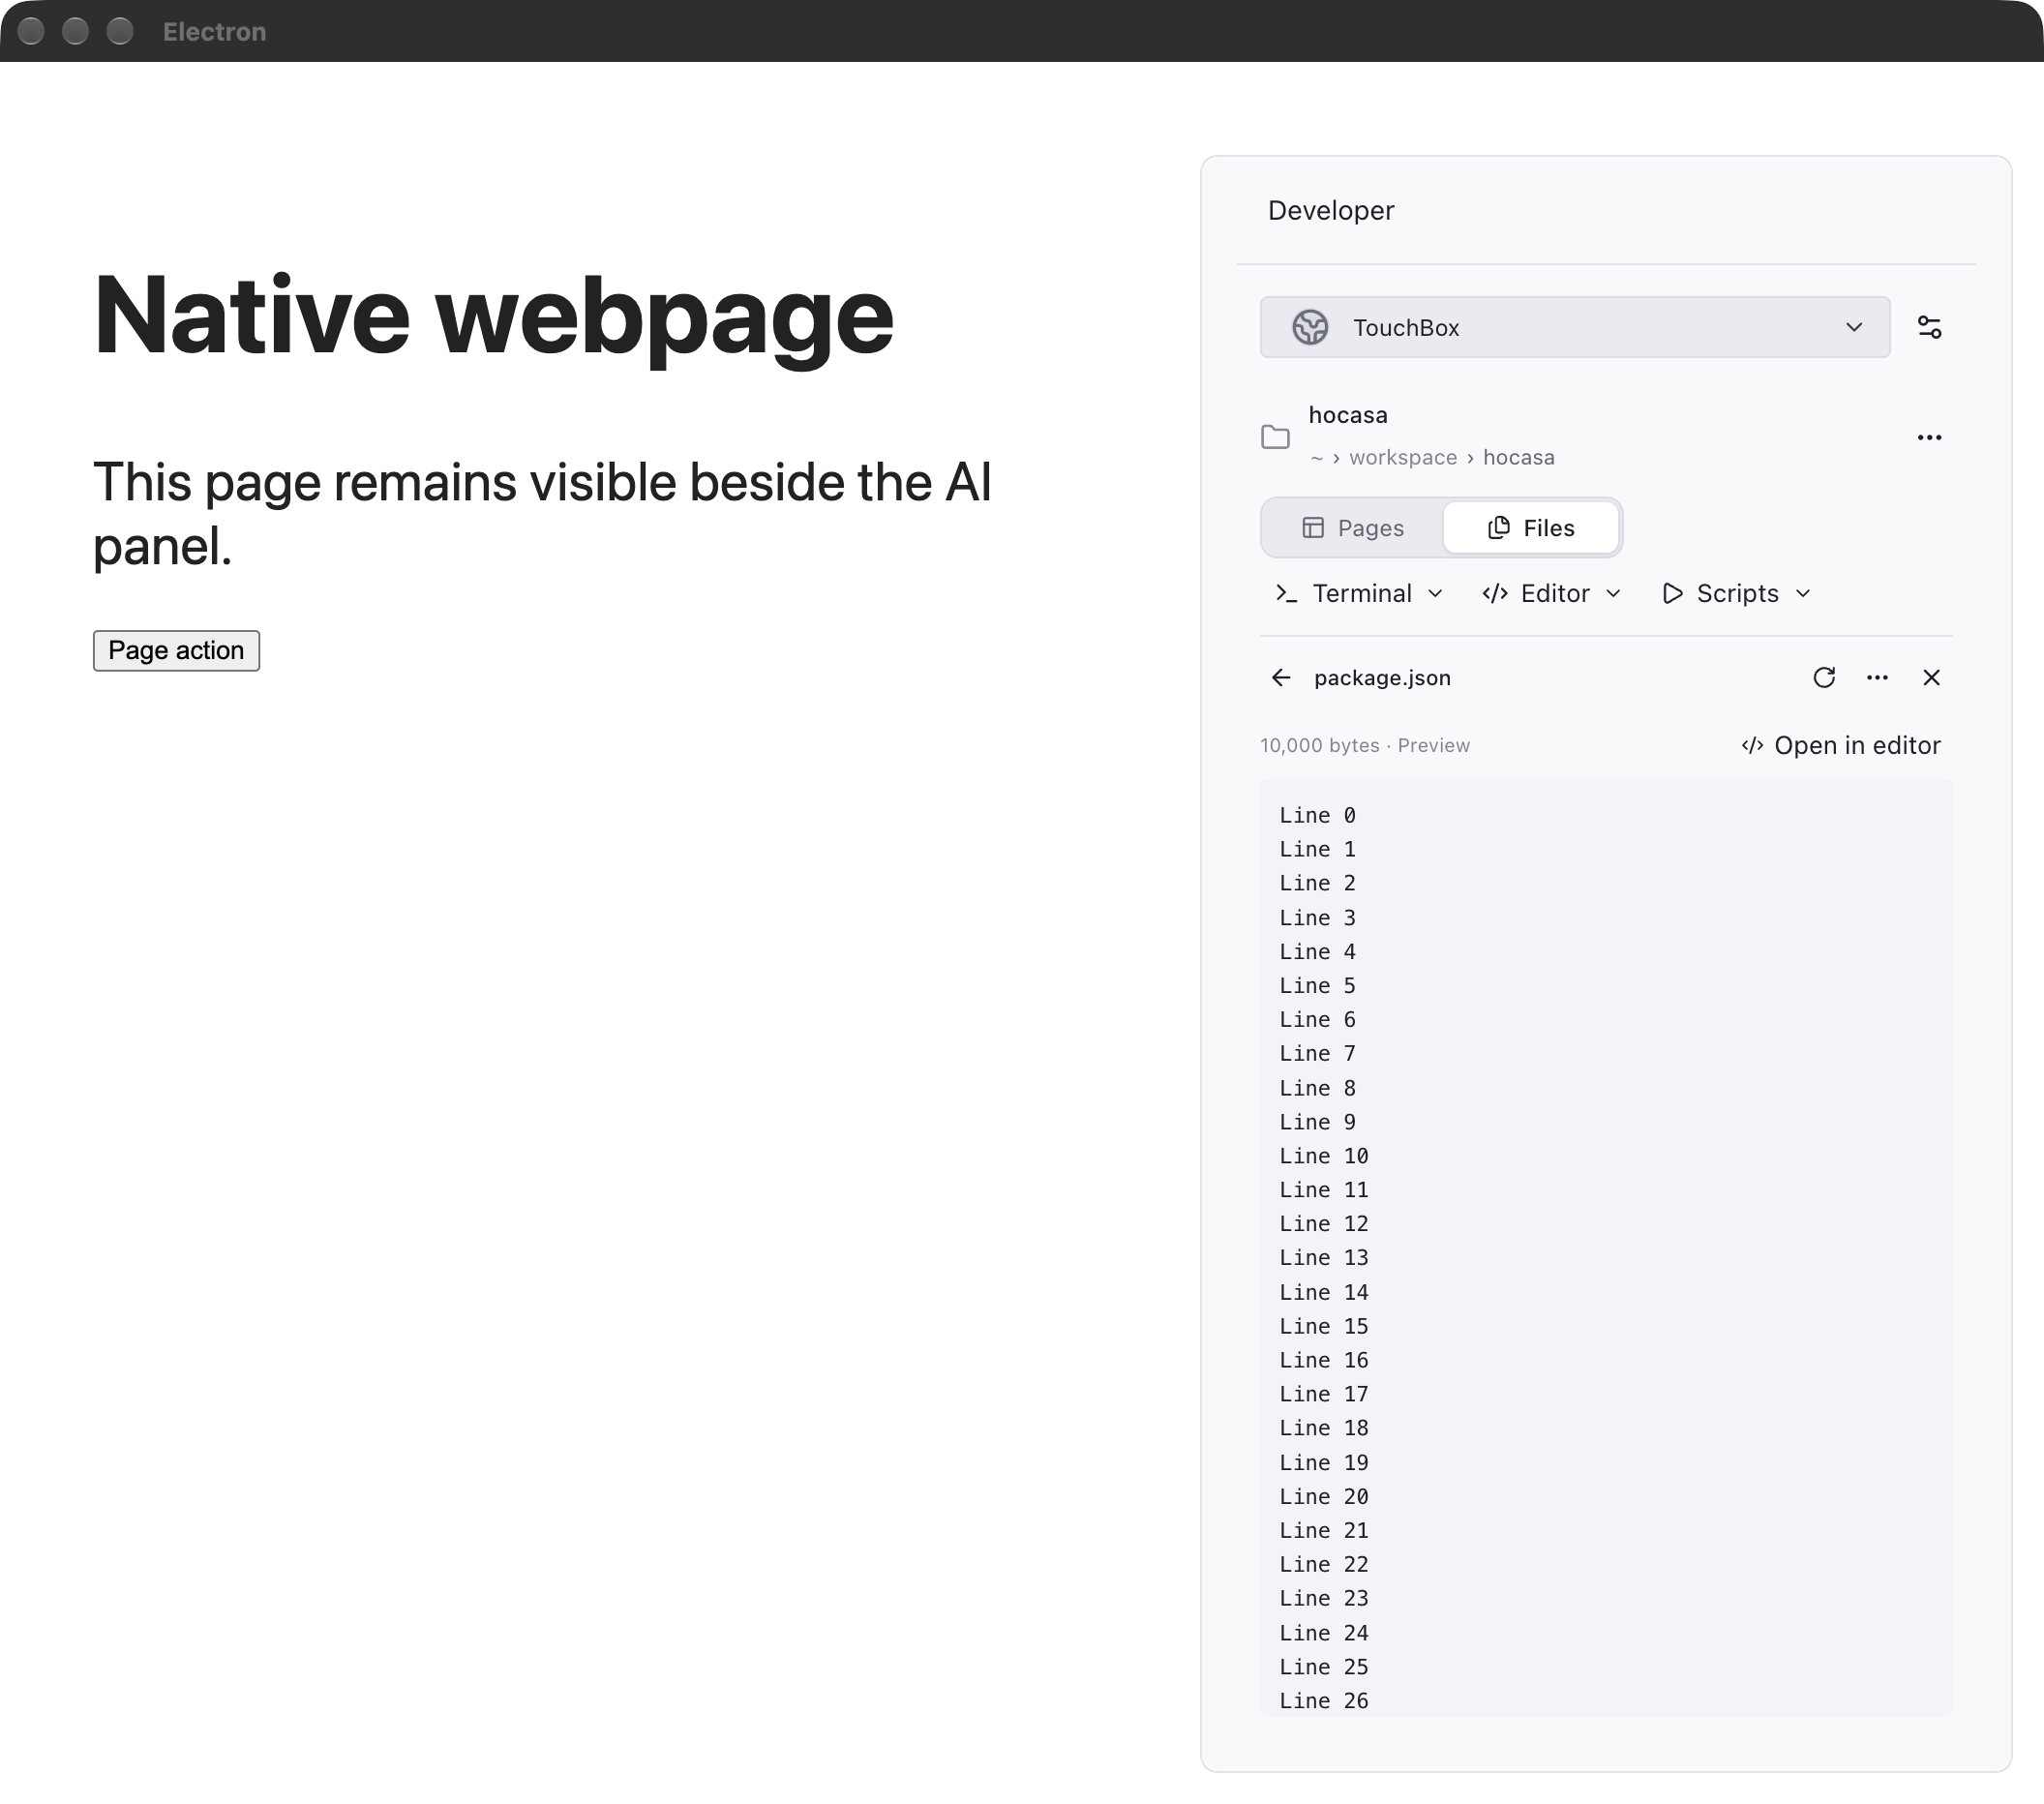 Electron
Native webpage
This page remains visible beside the AI
panel.
Page action
Developer
TouchBox
hocasa
~ › workspace › hocasa
Pages Files
Terminal Editor Scripts
package.json
10,000 bytes · Preview
Open in editor
Line 0
Line 1
Line 2
Line 3
Line 4
Line 5
Line 6
Line 7
Line 8
Line 9
Line 10
Line 11
Line 12
Line 13
Line 14
Line 15
Line 16
Line 17
Line 18
Line 19
Line 20
Line 21
Line 22
Line 23
Line 24
Line 25
Line 26